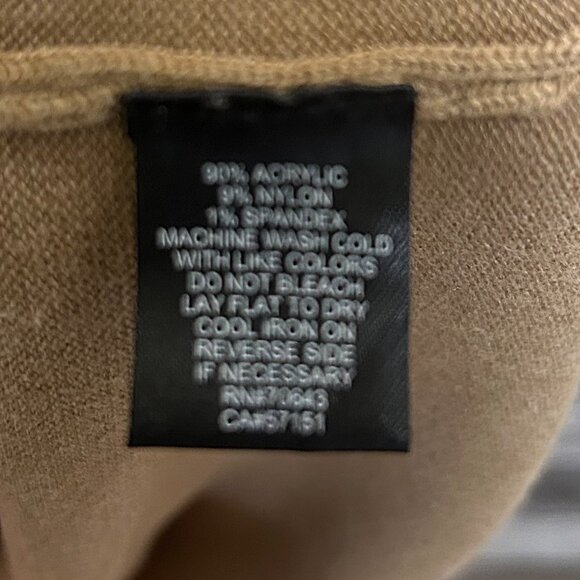 90% ACRYLIC
9% NYLON
1% SPANDEX
MACHINE WASH COLD
WITH LIKE COLORS
DO NOT BLEACH
LAY FLAT TO DRY
COOL IRON ON
REVERSE SIDE
IF NECESSARY